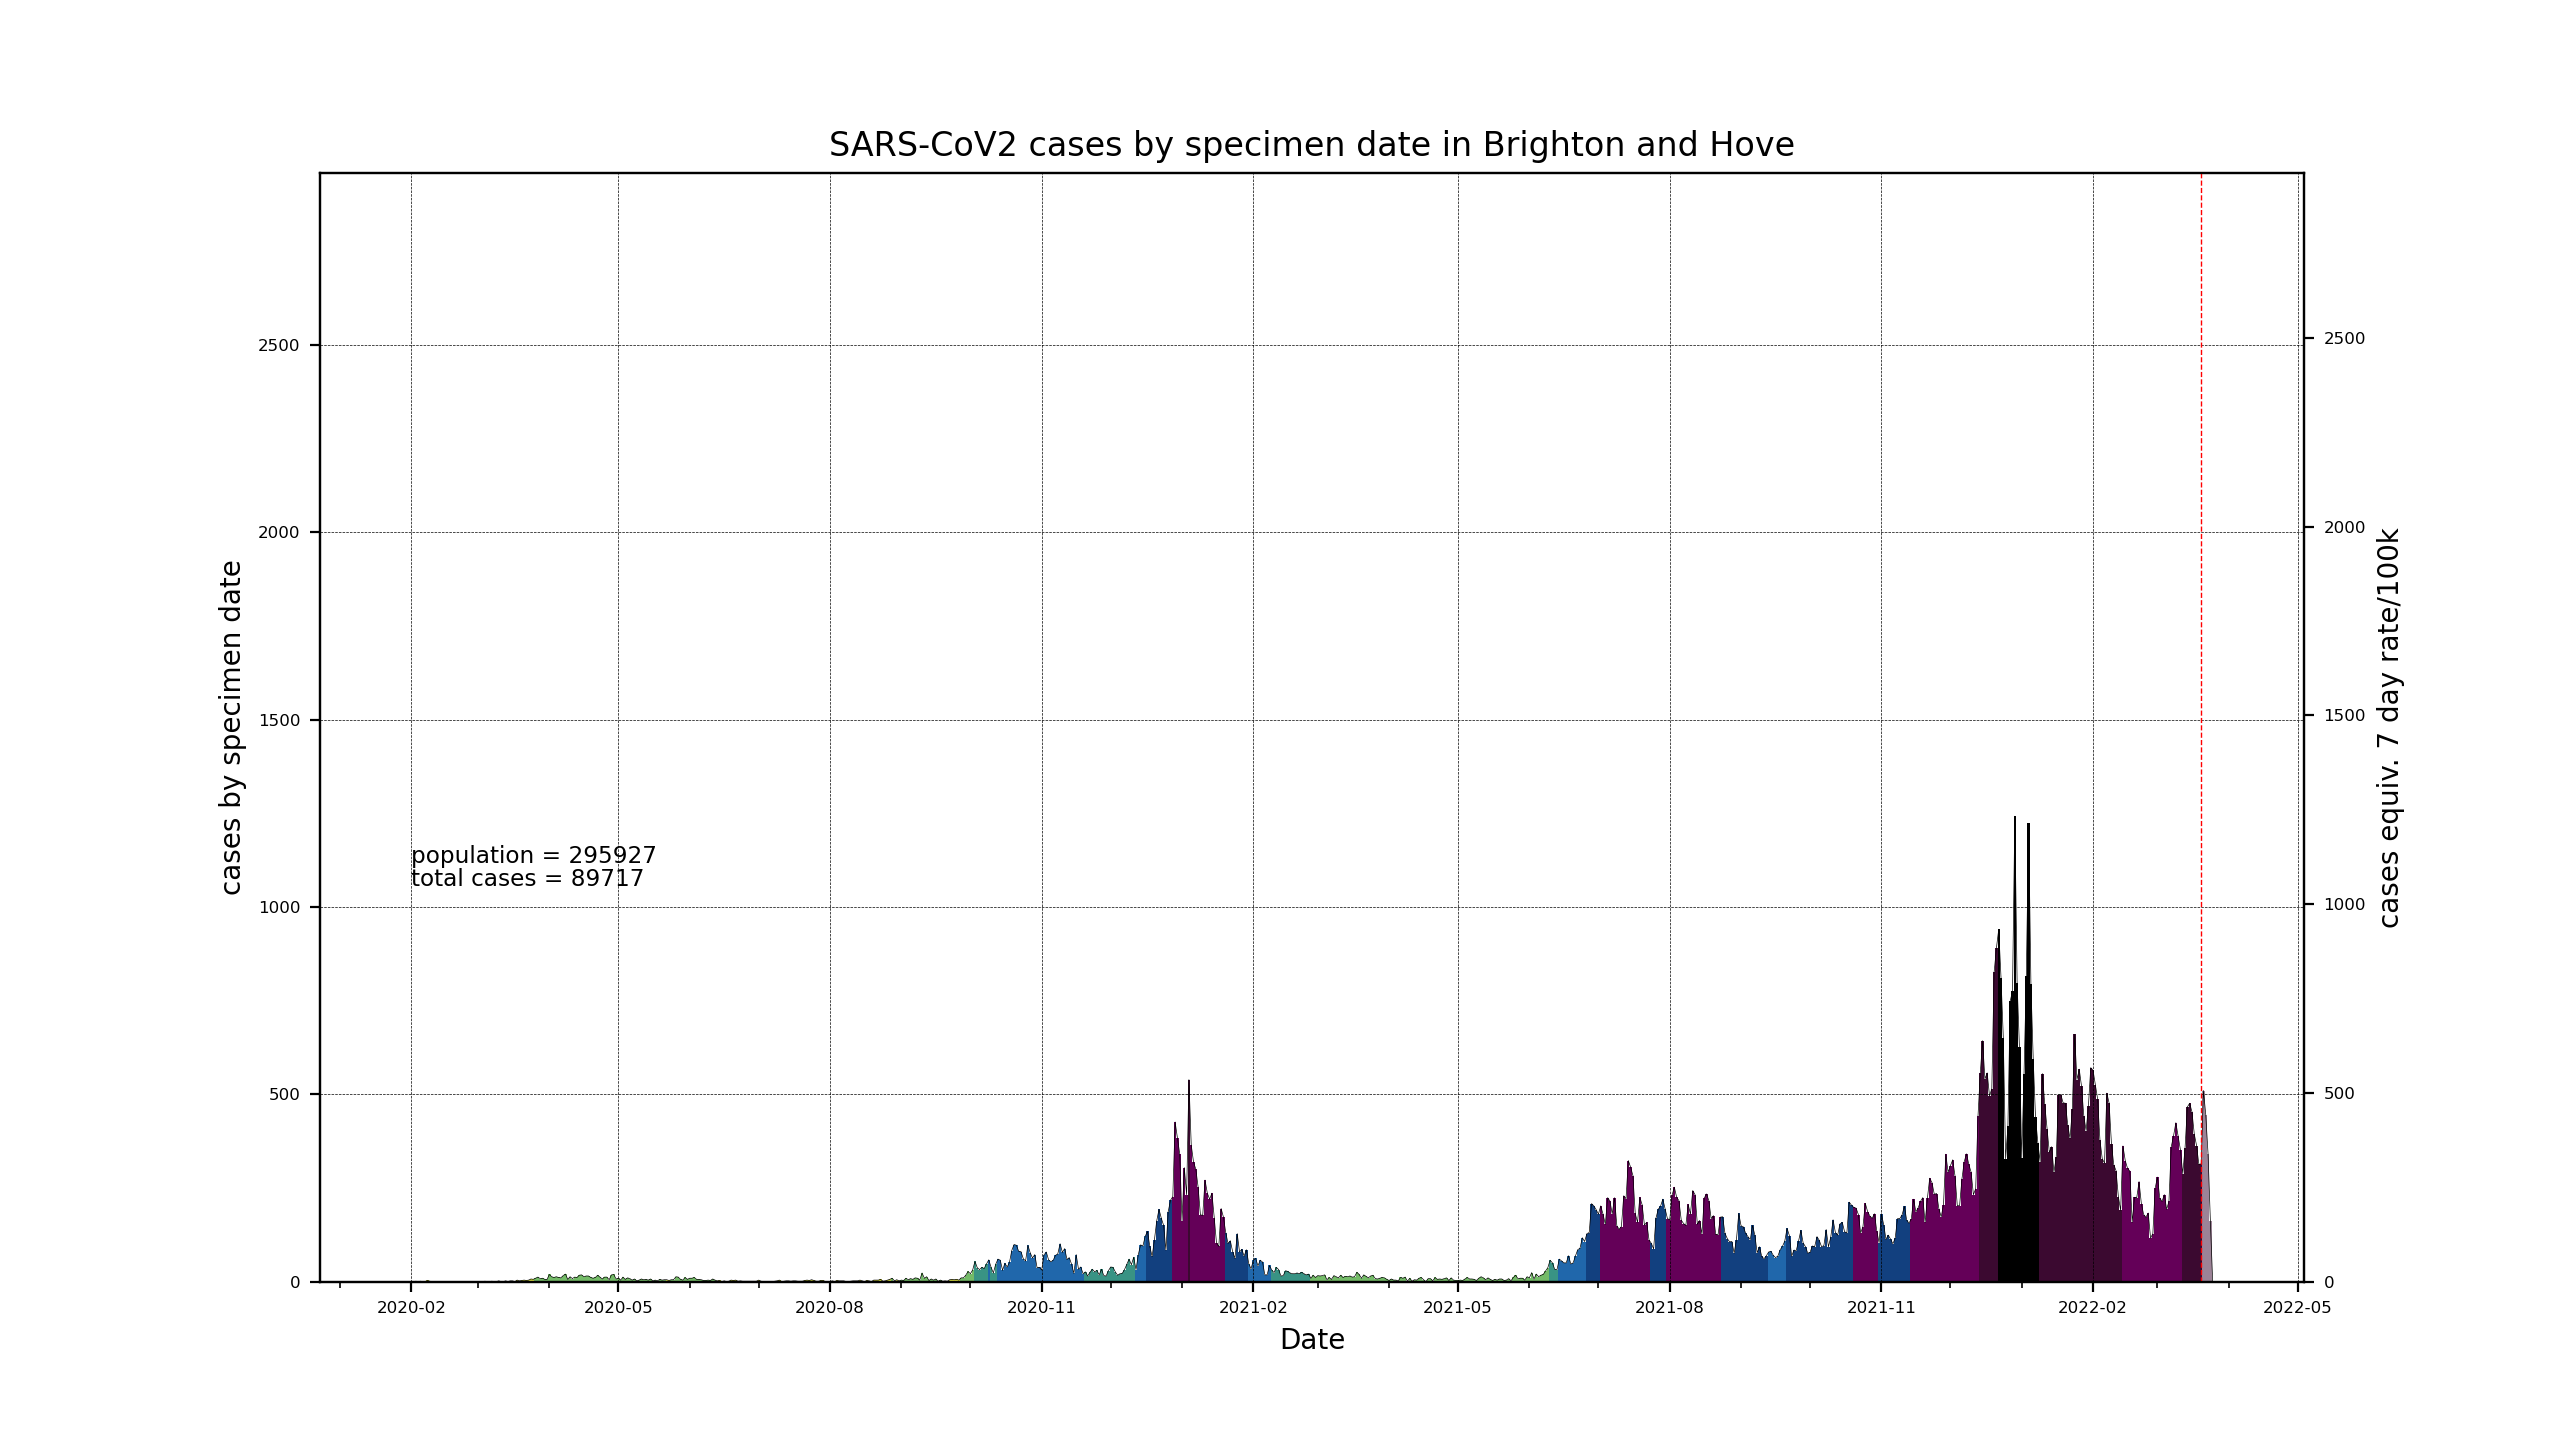 SARS-CoV2 cases by specimen date in Brighton and Hove
cases by specimen date
2500
2000
1500
1000
500
0
population = 295927
total cases = 89717
2500
2000
1500
1000
500
0
cases equiv. 7 day rate/100k
2020-02 2020-05 2020-08 2020-11 2021-02 2021-05 2021-08 2021-11 2022-02 2022-05
Date